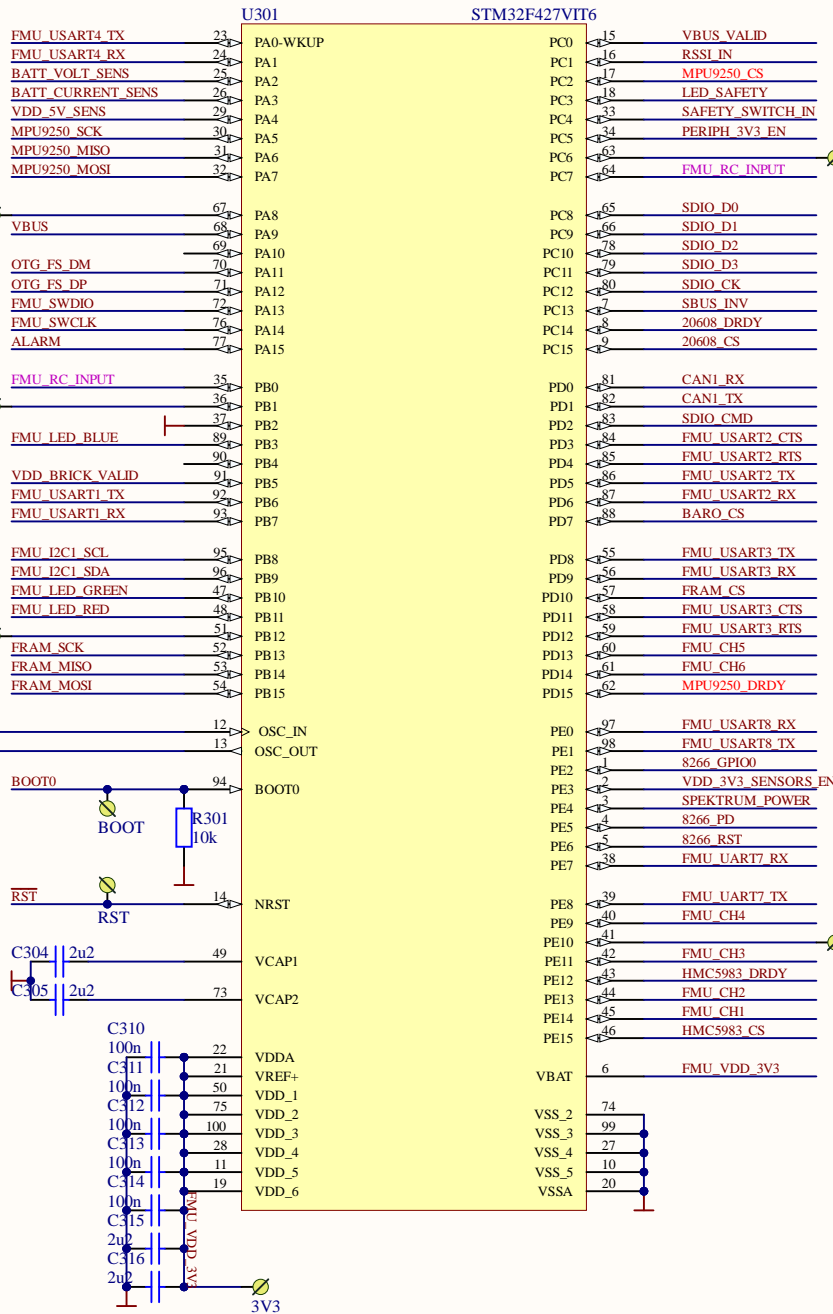 U301 STM32F427VIT6
FMU_USART4_TX 23 PA0-WKUP PC0 15 VBUS_VALID
FMU_USART4_RX 24 PA1 PC1 16 RSSI_IN
BATT_VOLT_SENS 25 PA2 PC2 17 MPU9250_CS
BATT_CURRENT_SENS 26 PA3 PC3 18 LED_SAFETY
VDD_5V_SENS 29 PA4 PC4 33 SAFETY_SWITCH_IN
MPU9250_SCK 30 PA5 PC5 34 PERIPH_3V3_EN
MPU9250_MISO 31 PA6 PC6 63
MPU9250_MOSI 32 PA7 PC7 64 FMU_RC_INPUT
67 PA8 PC8 65 SDIO_D0
VBUS 68 PA9 PC9 66 SDIO_D1
69 PA10 PC10 78 SDIO_D2
OTG_FS_DM 70 PA11 PC11 79 SDIO_D3
OTG_FS_DP 71 PA12 PC12 80 SDIO_CK
FMU_SWDIO 72 PA13 PC13 7 SBUS_INV
FMU_SWCLK 76 PA14 PC14 8 20608_DRDY
ALARM 77 PA15 PC15 9 20608_CS
FMU_RC_INPUT 35 PB0 PD0 81 CAN1_RX
36 PB1 PD1 82 CAN1_TX
37 PB2 PD2 83 SDIO_CMD
FMU_LED_BLUE 89 PB3 PD3 84 FMU_USART2_CTS
90 PB4 PD4 85 FMU_USART2_RTS
VDD_BRICK_VALID 91 PB5 PD5 86 FMU_USART2_TX
FMU_USART1_TX 92 PB6 PD6 87 FMU_USART2_RX
FMU_USART1_RX 93 PB7 PD7 88 BARO_CS
FMU_I2C1_SCL 95 PB8 PD8 55 FMU_USART3_TX
FMU_I2C1_SDA 96 PB9 PD9 56 FMU_USART3_RX
FMU_LED_GREEN 47 PB10 PD10 57 FRAM_CS
FMU_LED_RED 48 PB11 PD11 58 FMU_USART3_CTS
51 PB12 PD12 59 FMU_USART3_RTS
FRAM_SCK 52 PB13 PD13 60 FMU_CH5
FRAM_MISO 53 PB14 PD14 61 FMU_CH6
FRAM_MOSI 54 PB15 PD15 62 MPU9250_DRDY
12 OSC_IN PE0 97 FMU_USART8_RX
13 OSC_OUT PE1 98 FMU_USART8_TX
PE2 1 8266_GPIO0
BOOT0 94 BOOT0 PE3 2 VDD_3V3_SENSORS_EN
PE4 3 SPEKTRUM_POWER
BOOT R301 10k PE5 4 8266_PD
PE6 5 8266_RST
PE7 38 FMU_UART7_RX
RST 14 NRST PE8 39 FMU_UART7_TX
RST PE9 40 FMU_CH4
PE10 41
C304 2u2 49 VCAP1 PE11 42 FMU_CH3
PE12 43 HMC5983_DRDY
C305 2u2 73 VCAP2 PE13 44 FMU_CH2
PE14 45 FMU_CH1
C310 PE15 46 HMC5983_CS
100n 22 VDDA
C311 21 VREF+ VBAT 6 FMU_VDD_3V3
100n 50 VDD_1
C312 75 VDD_2 VSS_2 74
100n 100 VDD_3 VSS_3 99
C313 28 VDD_4 VSS_4 27
100n 11 VDD_5 VSS_5 10
C314 19 VDD_6 VSSA 20
100n
C315
2u2
C316
2u2
FMU_VDD_3V3
3V3